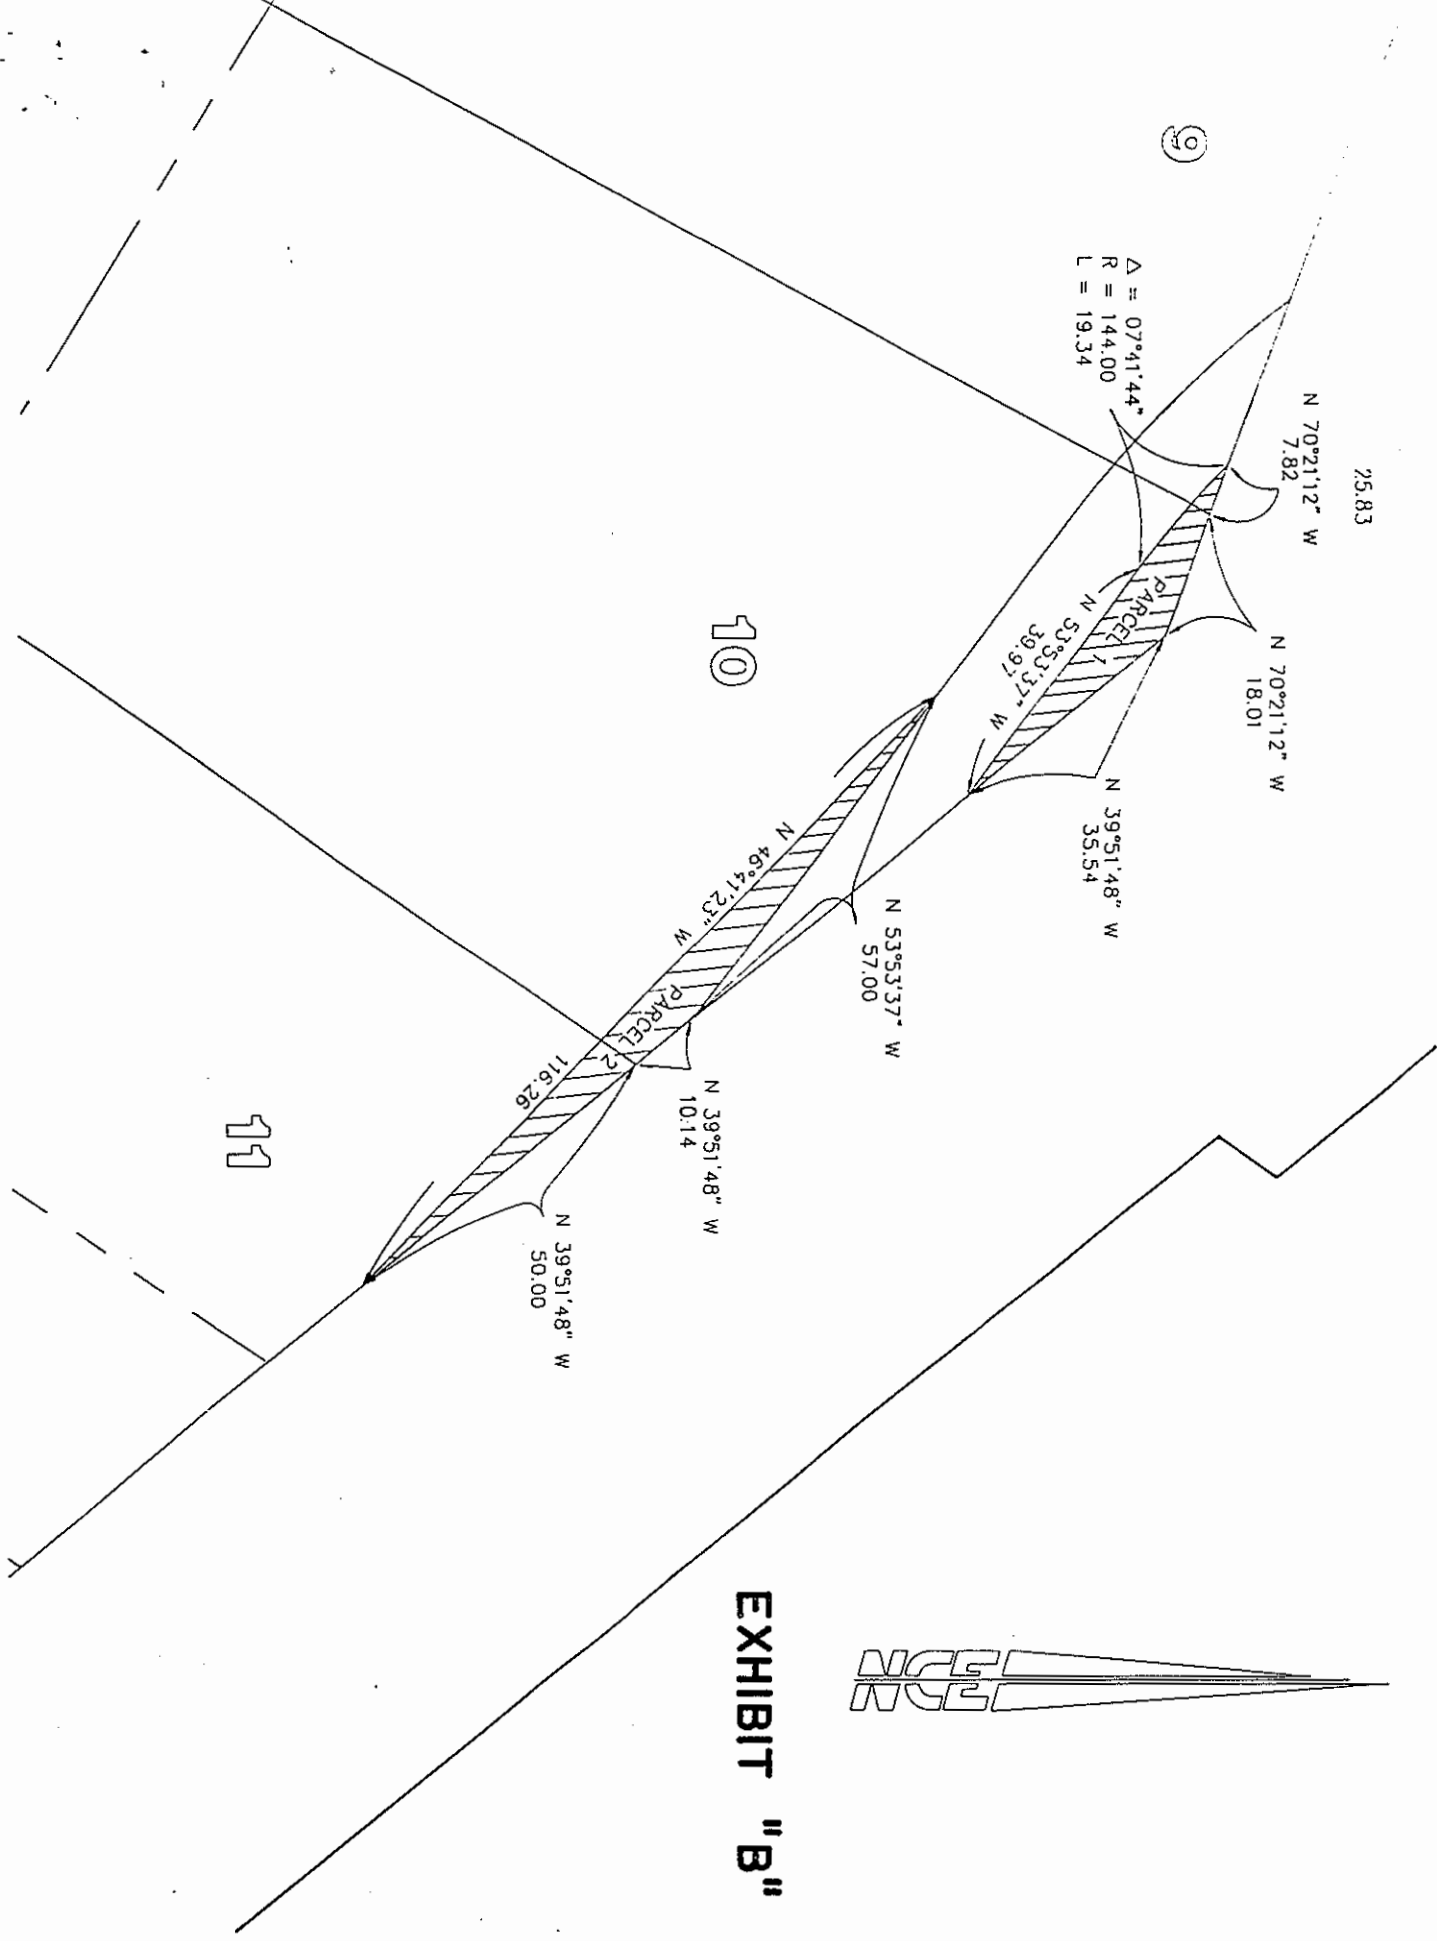 25.83
N 70°21'12" W
7.82
9
Δ = 07°41'44"
R = 144.00
L = 19.34
N 70°21'12" W
18.01
PARCEL 1
N 53°53'37" W
39.97
N 39°51'48" W
35.54
10
N 53°53'37" W
57.00
N 46°41'23" W
116.26
PARCEL 2
N 39°51'48" W
10.14
11
N 39°51'48" W
50.00
NCE
EXHIBIT "B"